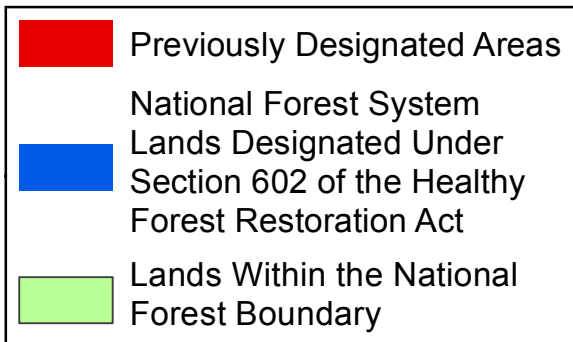 Previously Designated Areas
National Forest System
Lands Designated Under
Section 602 of the Healthy
Forest Restoration Act
Lands Within the National
Forest Boundary